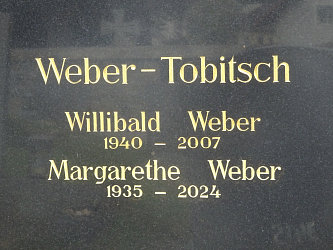 Weber-Tobitsch
Willibald Weber
1940 – 2007
Margarethe Weber
1935 – 2024